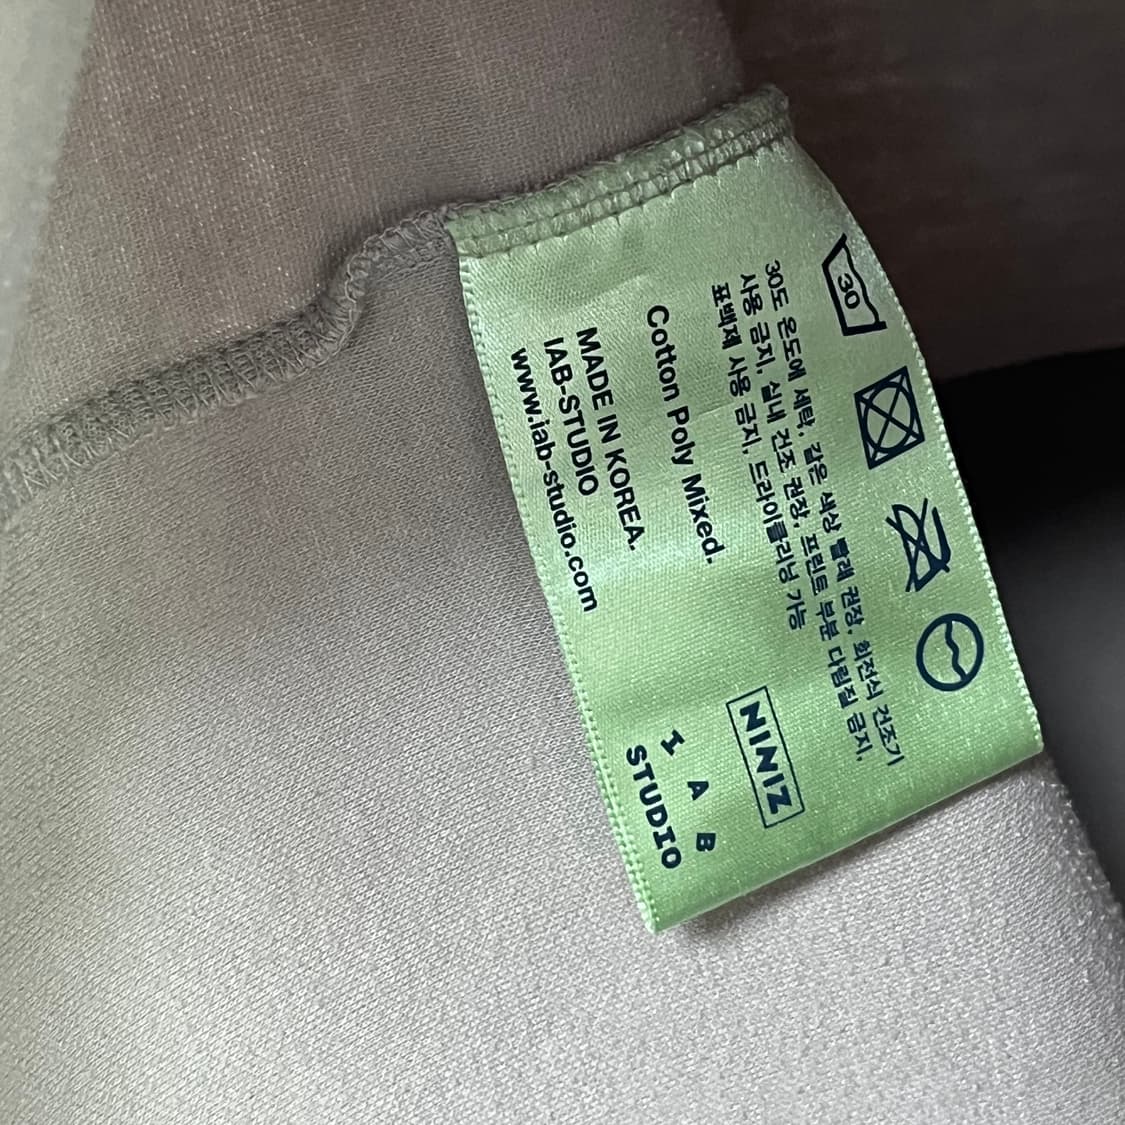 30
30도 온도에 세탁, 같은 색상 빨래 권장, 회전식 건조기
사용 금지, 실내 건조 권장, 프린트 부분 다림질 금지,
표백제 사용 금지, 드라이클리닝 가능
Cotton Poly Mixed.
MADE IN KOREA.
IAB-STUDIO
www.iab-studio.com
NINIZ
I A B
STUDIO